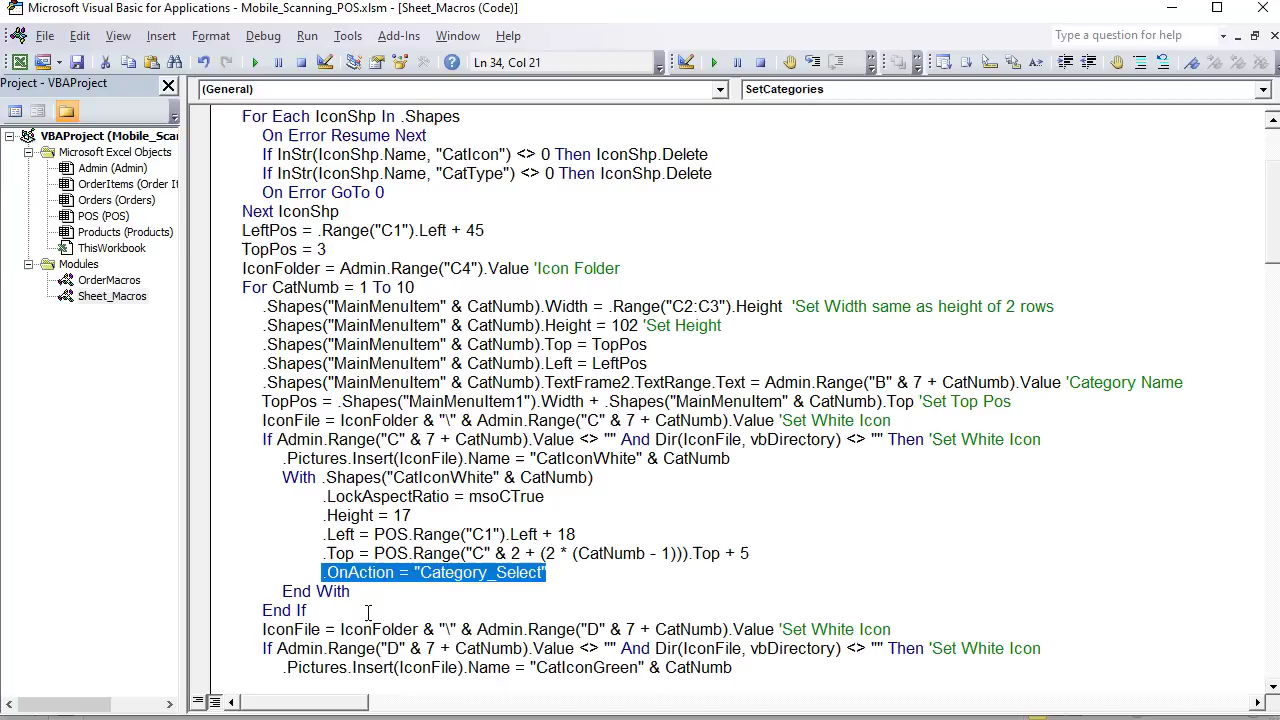 Microsoft Visual Basic for Applications - Mobile_Scanning_POS.xlsm - [Sheet_Macros (Code)]
File Edit View Insert Format Debug Run Tools Add-Ins Window Help
Type a question for help
Ln 34, Col 21
Project - VBAProject
(General)
SetCategories
VBAProject (Mobile_Sca
Microsoft Excel Objects
Admin (Admin)
OrderItems (Order It
Orders (Orders)
POS (POS)
Products (Products)
ThisWorkbook
Modules
OrderMacros
Sheet_Macros
For Each IconShp In .Shapes
On Error Resume Next
If InStr(IconShp.Name, "CatIcon") <> 0 Then IconShp.Delete
If InStr(IconShp.Name, "CatType") <> 0 Then IconShp.Delete
On Error GoTo 0
Next IconShp
LeftPos = .Range("C1").Left + 45
TopPos = 3
IconFolder = Admin.Range("C4").Value 'Icon Folder
For CatNumb = 1 To 10
.Shapes("MainMenuItem" & CatNumb).Width = .Range("C2:C3").Height 'Set Width same as height of 2 rows
.Shapes("MainMenuItem" & CatNumb).Height = 102 'Set Height
.Shapes("MainMenuItem" & CatNumb).Top = TopPos
.Shapes("MainMenuItem" & CatNumb).Left = LeftPos
.Shapes("MainMenuItem" & CatNumb).TextFrame2.TextRange.Text = Admin.Range("B" & 7 + CatNumb).Value 'Category Name
TopPos = .Shapes("MainMenuItem1").Width + .Shapes("MainMenuItem" & CatNumb).Top 'Set Top Pos
IconFile = IconFolder & "\" & Admin.Range("C" & 7 + CatNumb).Value 'Set White Icon
If Admin.Range("C" & 7 + CatNumb).Value <> "" And Dir(IconFile, vbDirectory) <> "" Then 'Set White Icon
.Pictures.Insert(IconFile).Name = "CatIconWhite" & CatNumb
With .Shapes("CatIconWhite" & CatNumb)
.LockAspectRatio = msoCTrue
.Height = 17
.Left = POS.Range("C1").Left + 18
.Top = POS.Range("C" & 2 + (2 * (CatNumb - 1))).Top + 5
.OnAction = "Category_Select"
End With
End If
IconFile = IconFolder & "\" & Admin.Range("D" & 7 + CatNumb).Value 'Set White Icon
If Admin.Range("D" & 7 + CatNumb).Value <> "" And Dir(IconFile, vbDirectory) <> "" Then 'Set White Icon
.Pictures.Insert(IconFile).Name = "CatIconGreen" & CatNumb